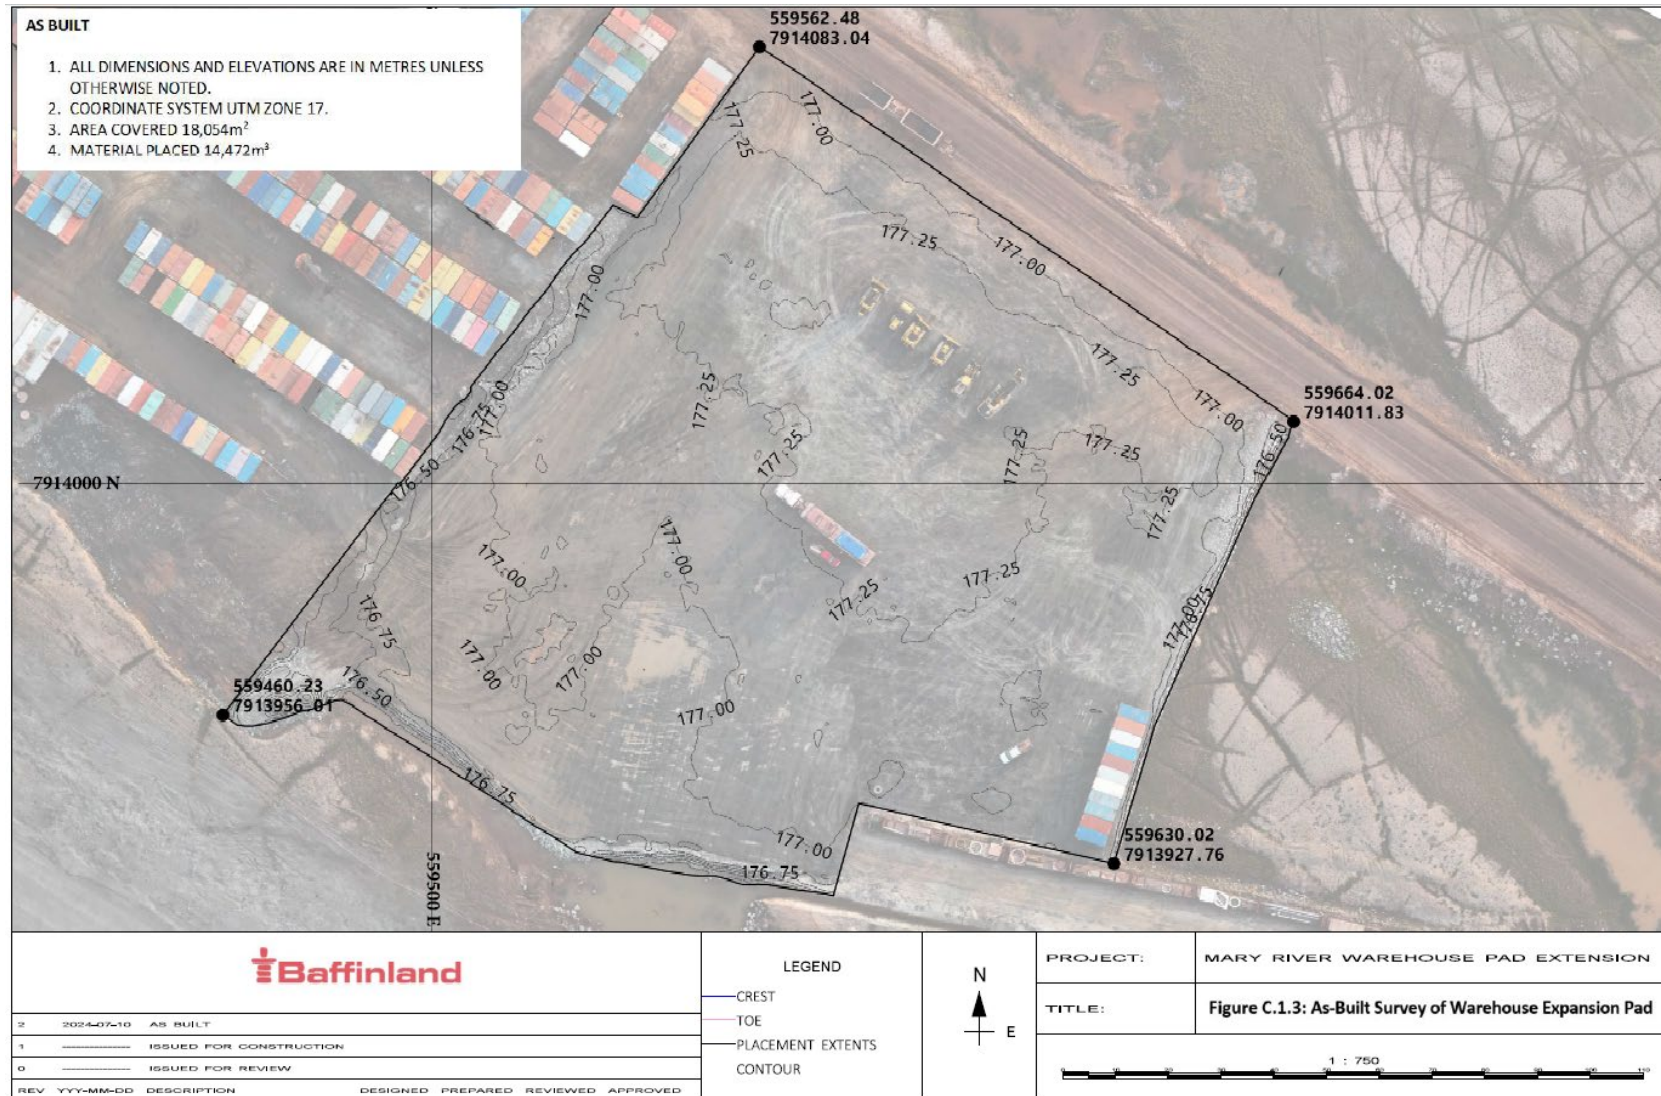 AS BUILT
1. ALL DIMENSIONS AND ELEVATIONS ARE IN METRES UNLESS
OTHERWISE NOTED.
2. COORDINATE SYSTEM UTM ZONE 17.
3. AREA COVERED 18,054m²
4. MATERIAL PLACED 14,472m³
559562.48
7914083.04
177.00
177.25
177.25
177.00
177.00
177.25
177.00
559664.02
7914011.83
177.25
177.00
176.75
177.25
177.25
177.25
176.50
176.50
7914000 N
177.25
177.00
177.00
177.25
177.25
176.75
177.00
176.75
177.00
177.00
176.50
559460.23
7913956.01
177.00
176.75
177.00
559630.02
7913927.76
176.75
559500 E
Baffinland
2 2024-07-10 AS BUILT
1 ISSUED FOR CONSTRUCTION
0 ISSUED FOR REVIEW
REV YYY-MM-DD DESCRIPTION DESIGNED PREPARED REVIEWED APPROVED
LEGEND
CREST
TOE
PLACEMENT EXTENTS
CONTOUR
N
E
PROJECT: MARY RIVER WAREHOUSE PAD EXTENSION
TITLE: Figure C.1.3: As-Built Survey of Warehouse Expansion Pad
1 : 750